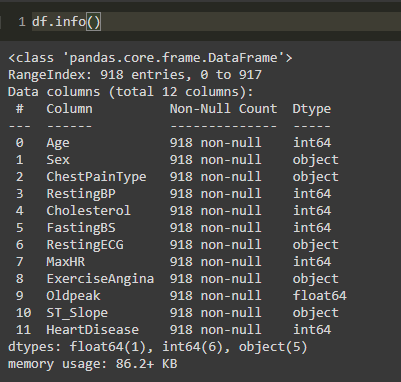 1 df.info()
<class 'pandas.core.frame.DataFrame'>
RangeIndex: 918 entries, 0 to 917
Data columns (total 12 columns):
 #   Column          Non-Null Count  Dtype
---  ------          --------------  -----
 0   Age             918 non-null    int64
 1   Sex             918 non-null    object
 2   ChestPainType   918 non-null    object
 3   RestingBP       918 non-null    int64
 4   Cholesterol     918 non-null    int64
 5   FastingBS       918 non-null    int64
 6   RestingECG      918 non-null    object
 7   MaxHR           918 non-null    int64
 8   ExerciseAngina  918 non-null    object
 9   Oldpeak         918 non-null    float64
 10  ST_Slope        918 non-null    object
 11  HeartDisease    918 non-null    int64
dtypes: float64(1), int64(6), object(5)
memory usage: 86.2+ KB